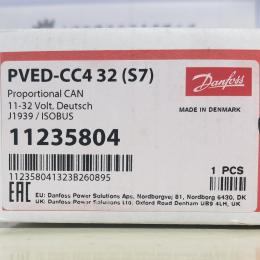 PVED-CC4 32 (S7)
Proportional CAN
11-32 Volt, Deutsch
J1939 / ISOBUS
Danfoss
MADE IN DENMARK
11235804
112358041323B260895
1 PCS
EAC
EU: Danfoss Power Solutions Aps, Nordborgvej 81, Nordborg 6430, DK
UK: Danfoss Power Solutions Ltd, Oxford Road Denham UB9 4LH, UK